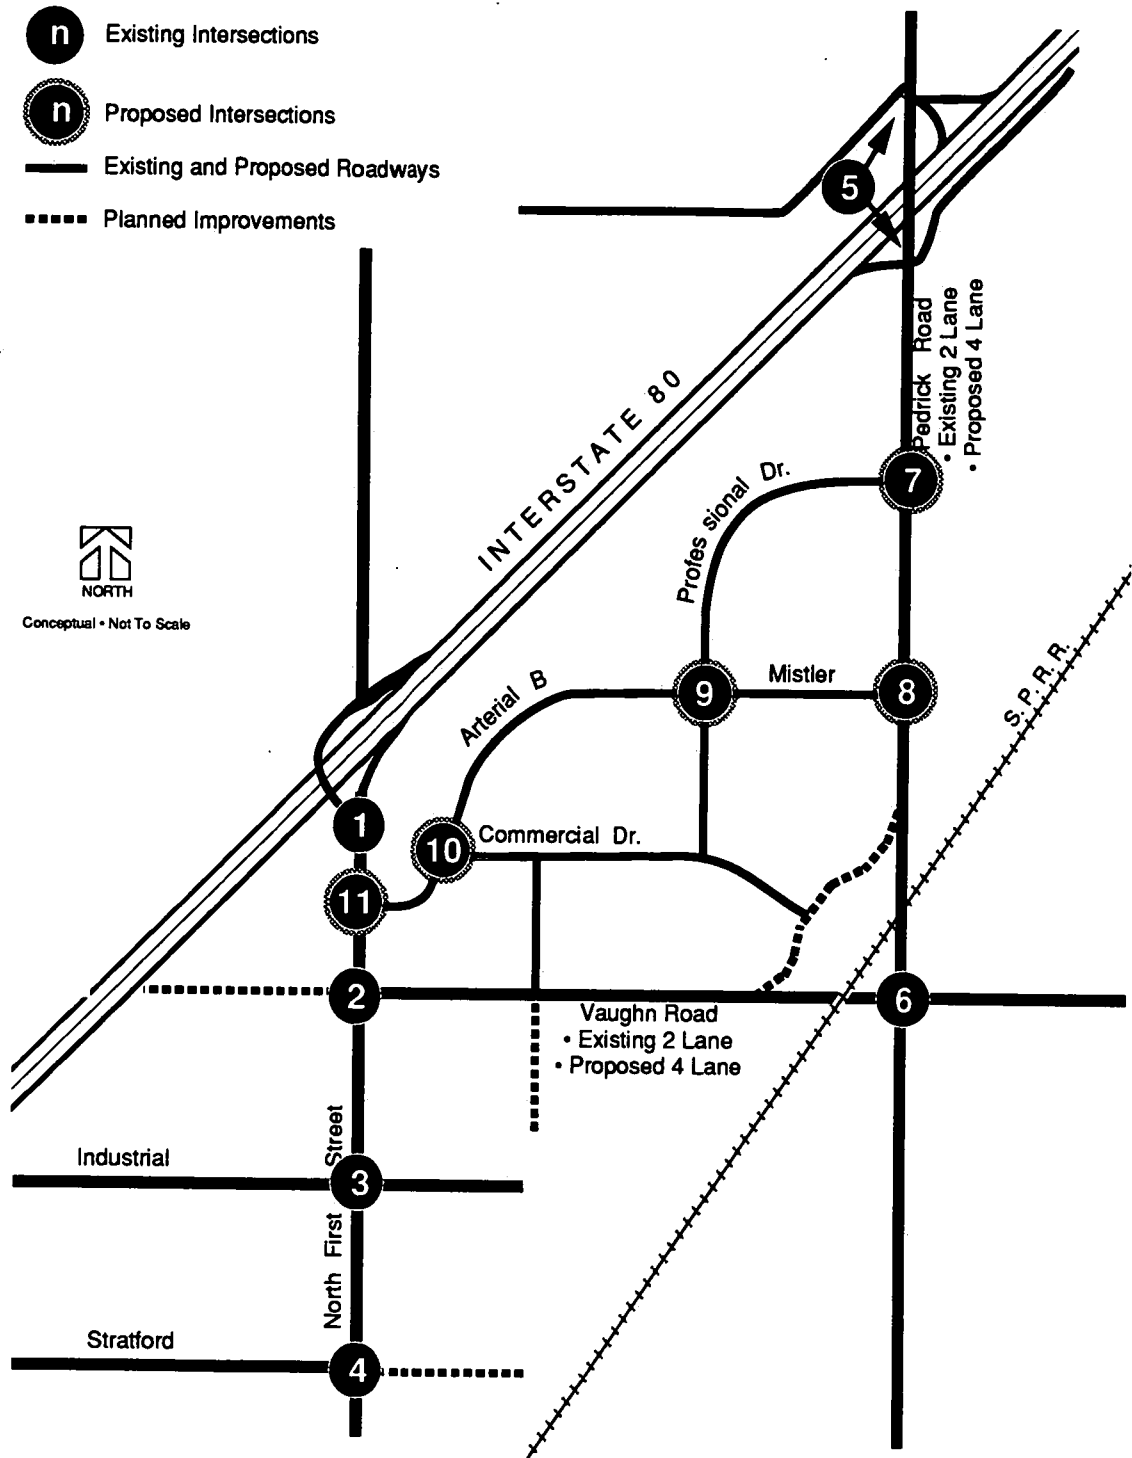 n Existing Intersections
n Proposed Intersections
Existing and Proposed Roadways
Planned Improvements
5
INTERSTATE 80
Pedrick Road
• Existing 2 Lane
• Proposed 4 Lane
7
Professional Dr.
NORTH
Conceptual • Not To Scale
Arterial B
9
Mistler
8
S. P. R. R.
1
10
Commercial Dr.
11
2
6
Vaughn Road
• Existing 2 Lane
• Proposed 4 Lane
Industrial
3
North First Street
Stratford
4